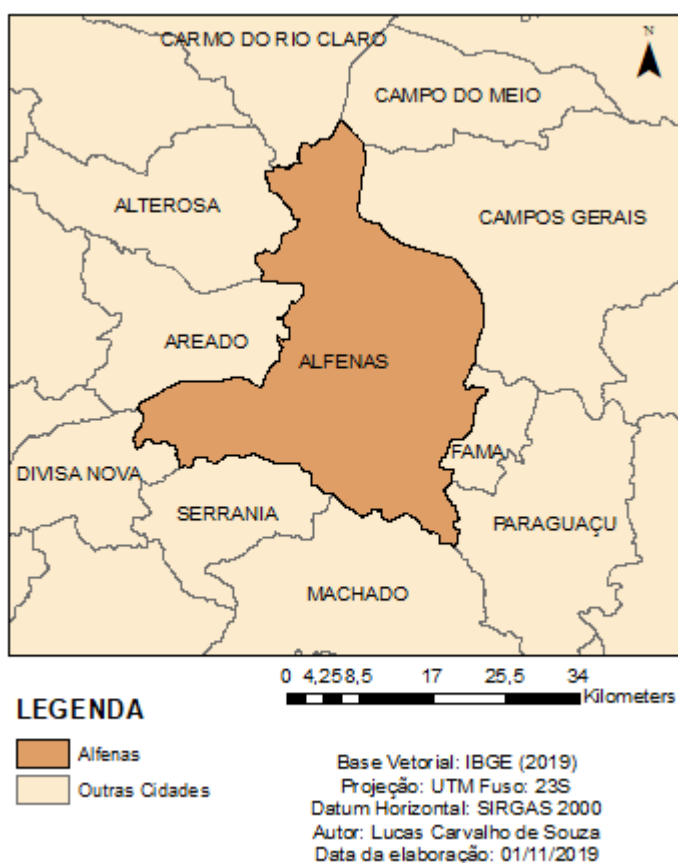 N
CARMO DO RIO CLARO
CAMPO DO MEIO
ALTEROSA
CAMPOS GERAIS
AREADO
ALFENAS
FAMA
DIVISA NOVA
SERRANIA
PARAGUAÇU
MACHADO
0 4,25 8,5 17 25,5 34
Kilometers
LEGENDA
Alfenas
Outras Cidades
Base Vetorial: IBGE (2019)
Projeção: UTM Fuso: 23S
Datum Horizontal: SIRGAS 2000
Autor: Lucas Carvalho de Souza
Data da elaboração: 01/11/2019